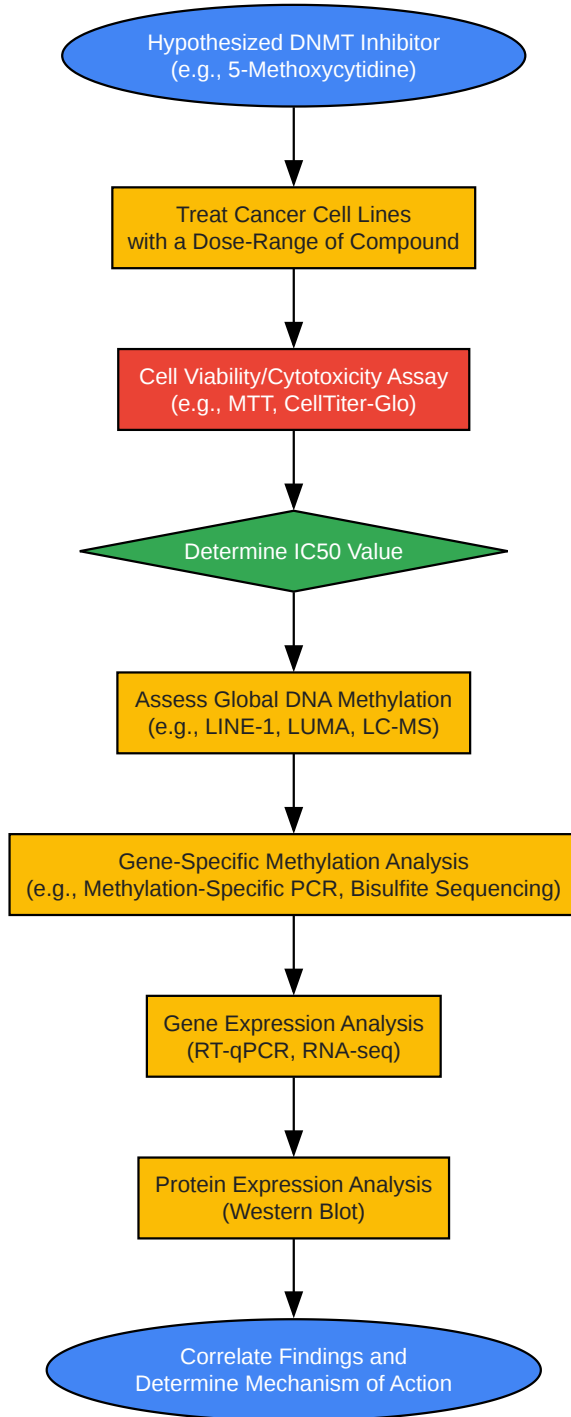 Hypothesized DNMT Inhibitor
(e.g., 5-Methoxycytidine)
Treat Cancer Cell Lines
with a Dose-Range of Compound
Cell Viability/Cytotoxicity Assay
(e.g., MTT, CellTiter-Glo)
Determine IC50 Value
Assess Global DNA Methylation
(e.g., LINE-1, LUMA, LC-MS)
Gene-Specific Methylation Analysis
(e.g., Methylation-Specific PCR, Bisulfite Sequencing)
Gene Expression Analysis
(RT-qPCR, RNA-seq)
Protein Expression Analysis
(Western Blot)
Correlate Findings and
Determine Mechanism of Action